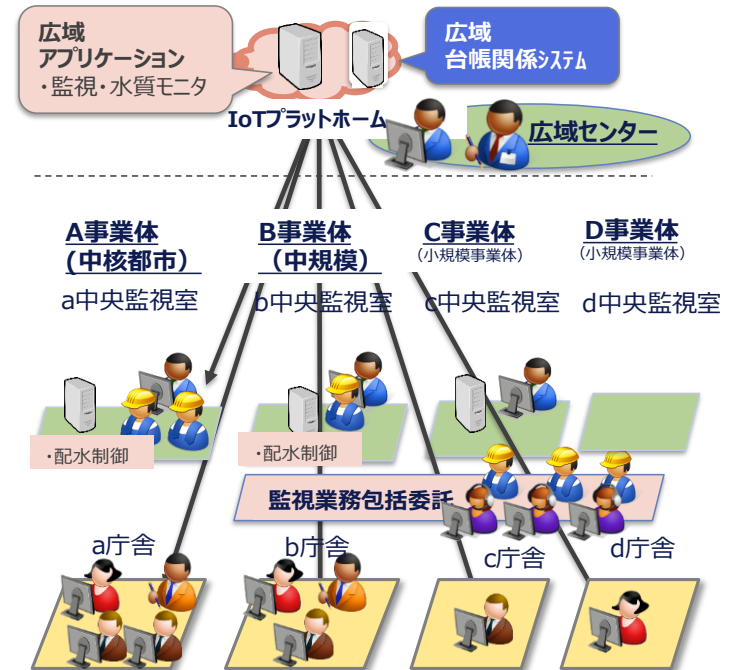 広域
アプリケーション
・監視・水質モニタ
広域
台帳関係ｼｽﾃﾑ
IoTプラットホーム
広域センター
A事業体
(中核都市）
B事業体
（中規模）
C事業体
（小規模事業体）
D事業体
（小規模事業体）
a中央監視室
b中央監視室
c中央監視室
d中央監視室
・配水制御
・配水制御
監視業務包括委託
a庁舎
b庁舎
c庁舎
d庁舎